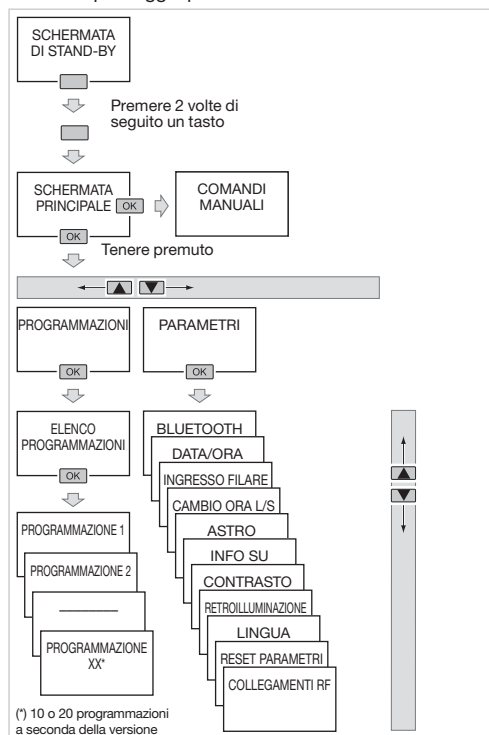 SCHERMATA
DI STAND-BY
Premere 2 volte di
seguito un tasto
SCHERMATA
PRINCIPALE
OK
COMANDI
MANUALI
OK
Tenere premuto
PROGRAMMAZIONI
OK
PARAMETRI
OK
ELENCO
PROGRAMMAZIONI
OK
PROGRAMMAZIONE 1
PROGRAMMAZIONE 2
PROGRAMMAZIONE
XX*
BLUETOOTH
DATA/ORA
INGRESSO FILARE
CAMBIO ORA L/S
ASTRO
INFO SU
CONTRASTO
RETROILLUMINAZIONE
LINGUA
RESET PARAMETRI
COLLEGAMENTI RF
(*) 10 o 20 programmazioni
a seconda della versione